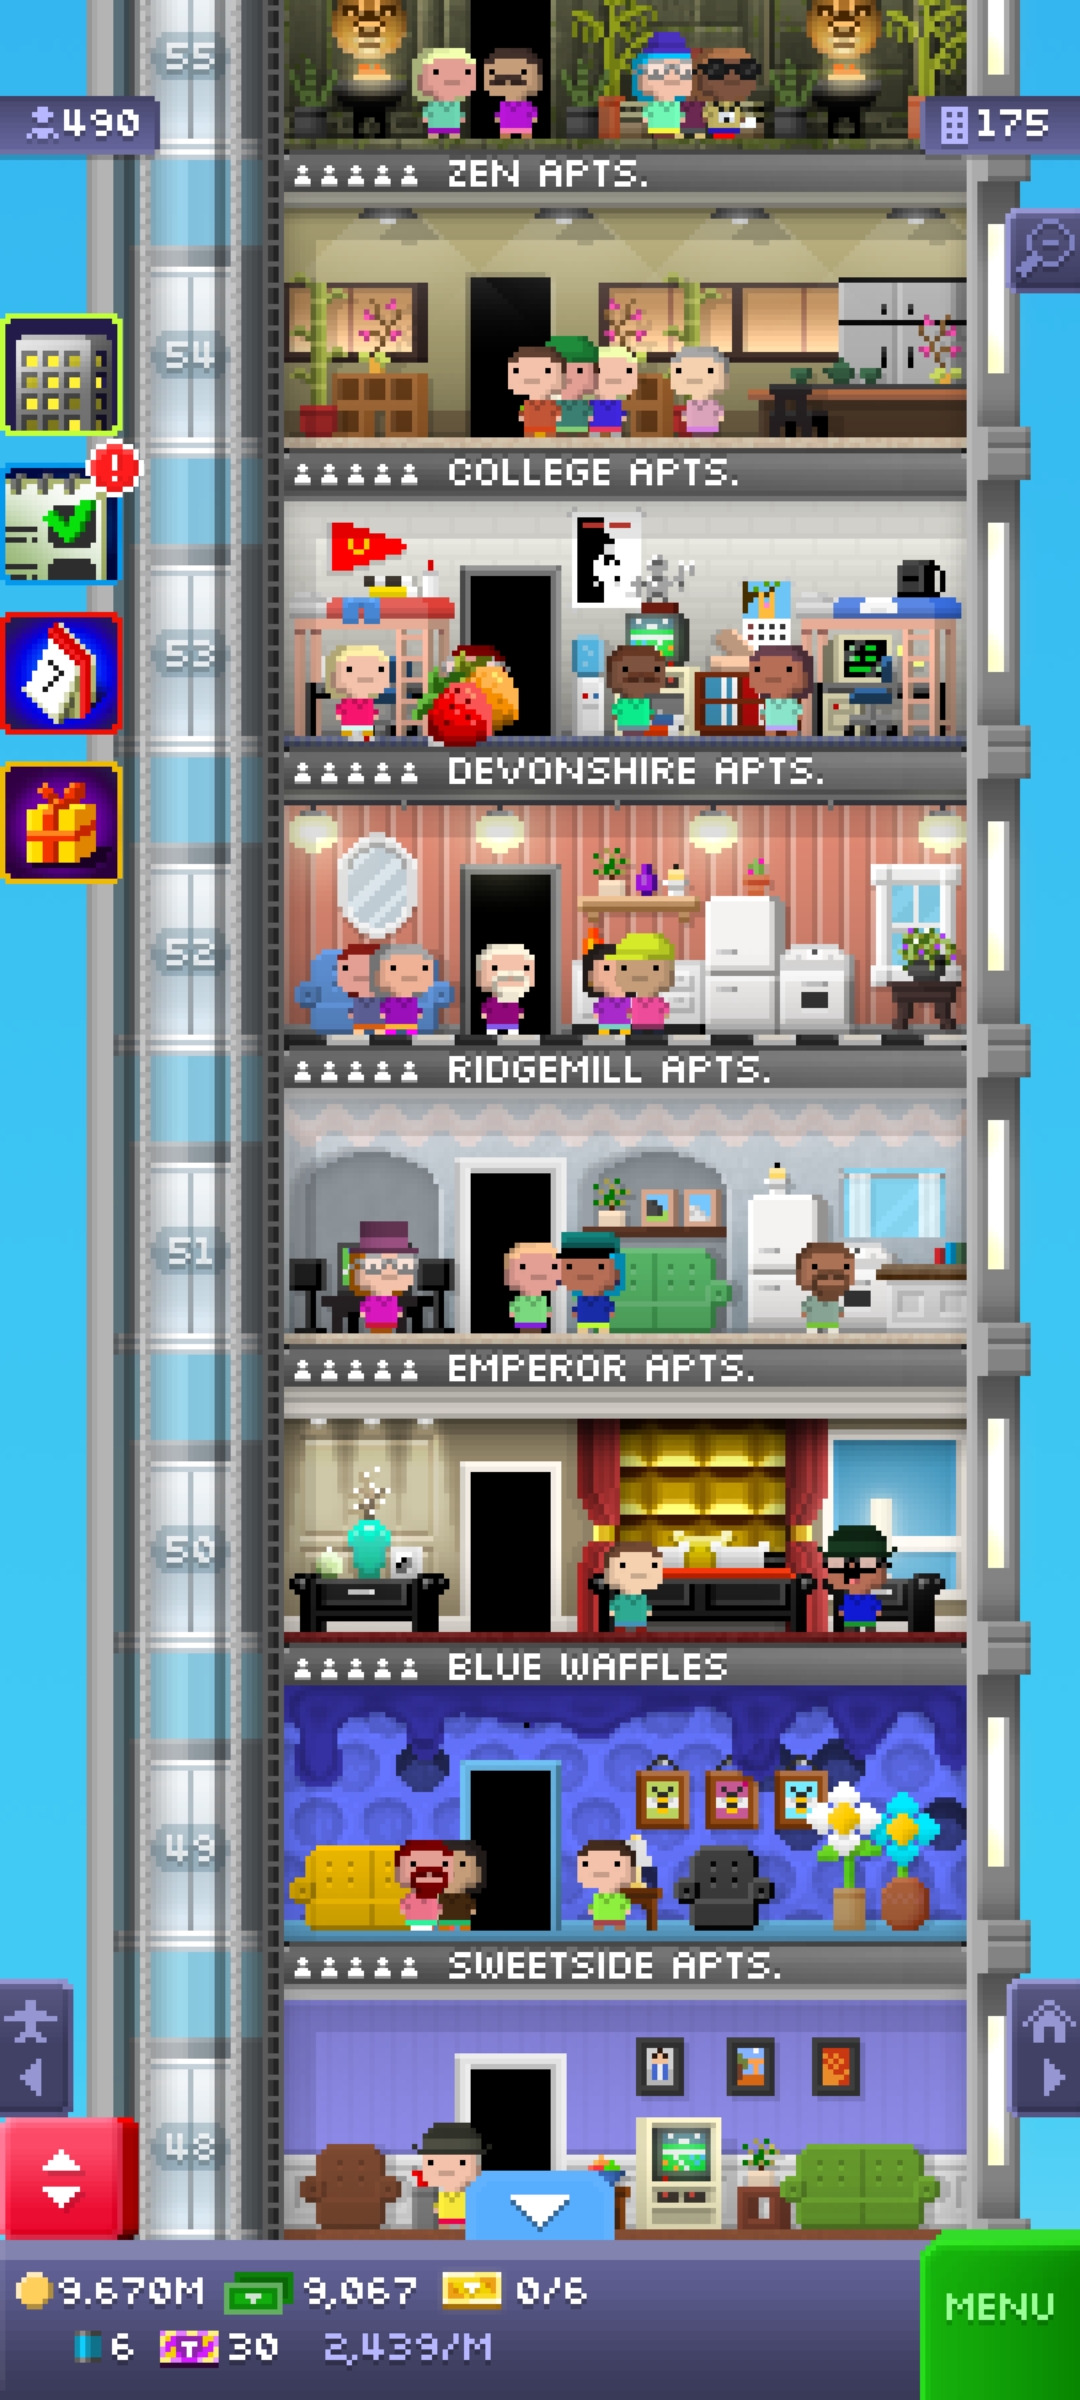 55
490
175
ZEN APTS.
54
COLLEGE APTS.
53
DEVONSHIRE APTS.
52
RIDGEMILL APTS.
51
EMPEROR APTS.
50
BLUE WAFFLES
49
SWEETSIDE APTS.
48
9.670M 9,067 0/6
6 T 30 2,439/M
MENU